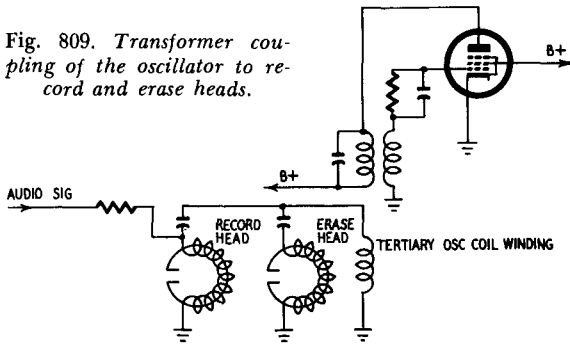 Fig. 809. Transformer cou-
pling of the oscillator to re-
cord and erase heads.
B+
B+
AUDIO SIG
RECORD
HEAD
ERASE
HEAD
TERTIARY OSC COIL WINDING